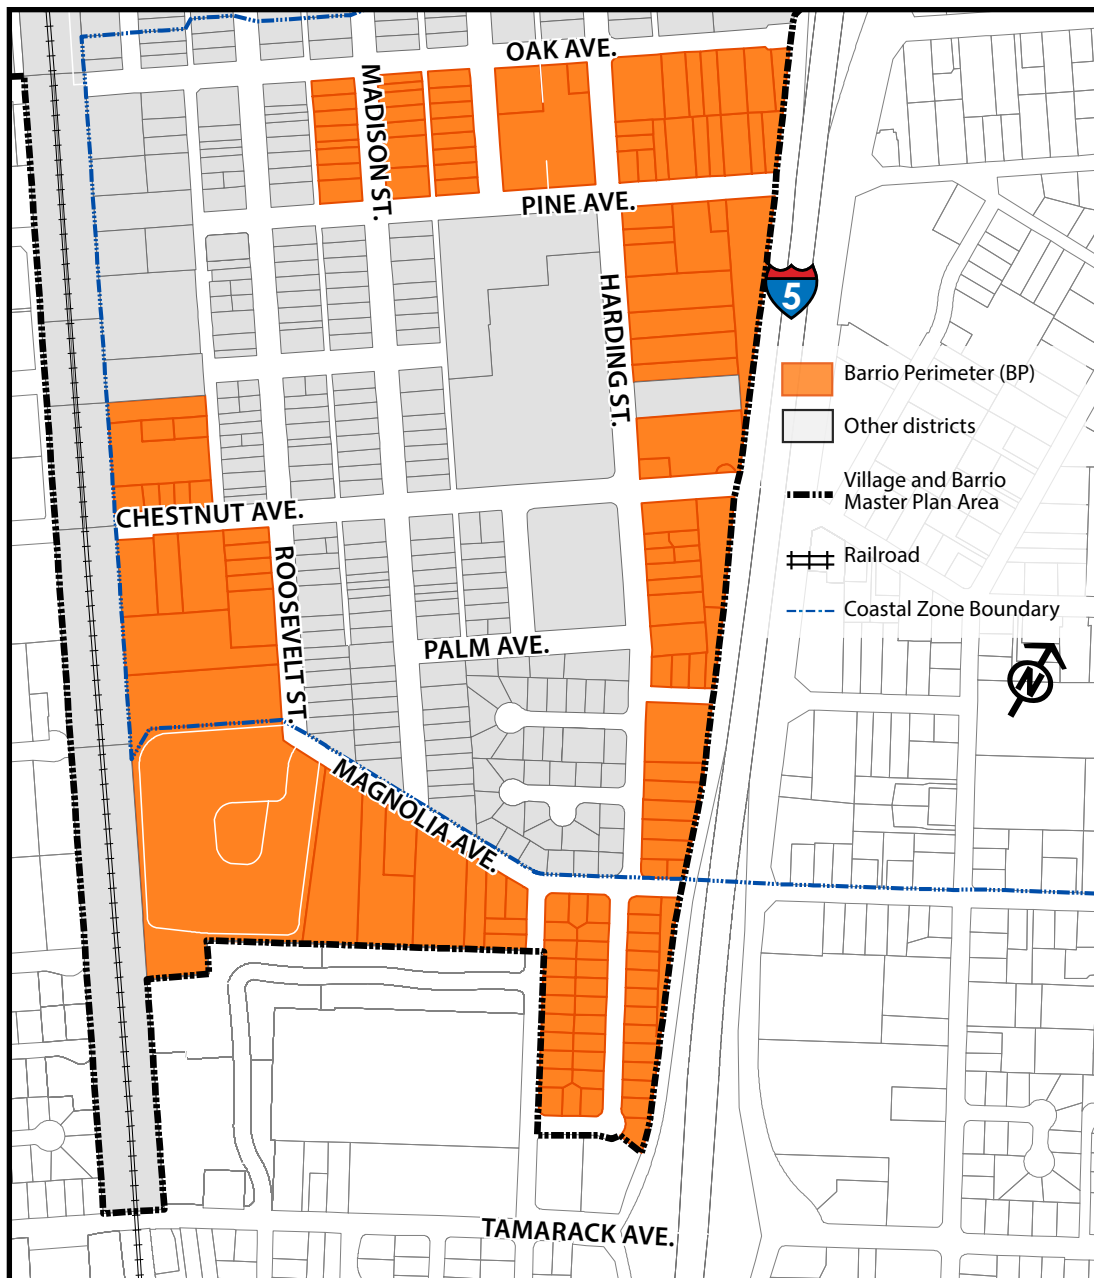 OAK AVE.
MADISON ST.
PINE AVE.
HARDING ST.
5
Barrio Perimeter (BP)
Other districts
Village and Barrio
Master Plan Area
Railroad
Coastal Zone Boundary
N
CHESTNUT AVE.
ROOSEVELT ST.
PALM AVE.
MAGNOLIA AVE.
TAMARACK AVE.